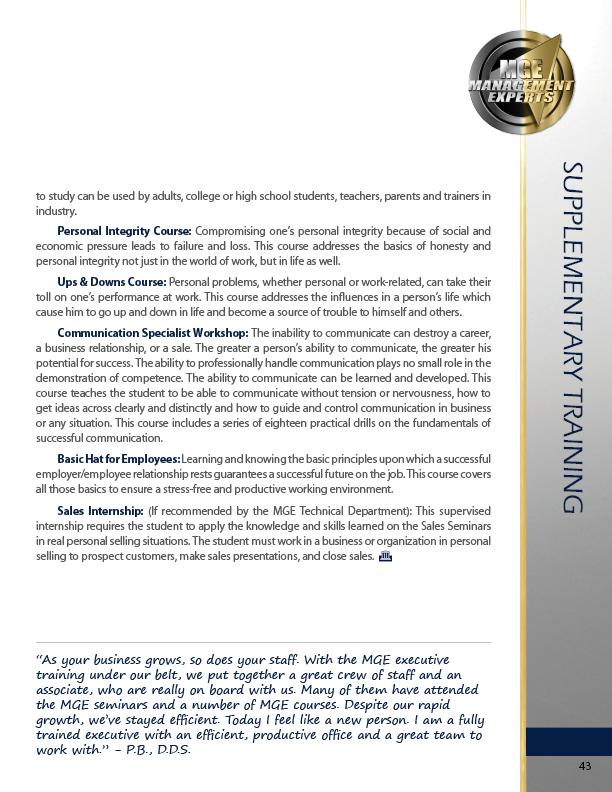 MGE
MANAGEMENT
EXPERTS
SUPPLEMENTARY TRAINING
to study can be used by adults, college or high school students, teachers, parents and trainers in
industry.
Personal Integrity Course: Compromising one's personal integrity because of social and
economic pressure leads to failure and loss. This course addresses the basics of honesty and
personal integrity not just in the world of work, but in life as well.
Ups & Downs Course: Personal problems, whether personal or work-related, can take their
toll on one's performance at work. This course addresses the influences in a person's life which
cause him to go up and down in life and become a source of trouble to himself and others.
Communication Specialist Workshop: The inability to communicate can destroy a career,
a business relationship, or a sale. The greater a person's ability to communicate, the greater his
potential for success. The ability to professionally handle communication plays no small role in the
demonstration of competence. The ability to communicate can be learned and developed. This
course teaches the student to be able to communicate without tension or nervousness, how to
get ideas across clearly and distinctly and how to guide and control communication in business
or any situation. This course includes a series of eighteen practical drills on the fundamentals of
successful communication.
Basic Hat for Employees: Learning and knowing the basic principles upon which a successful
employer/employee relationship rests guarantees a successful future on the job. This course covers
all those basics to ensure a stress-free and productive working environment.
Sales Internship: (If recommended by the MGE Technical Department): This supervised
internship requires the student to apply the knowledge and skills learned on the Sales Seminars
in real personal selling situations. The student must work in a business or organization in personal
selling to prospect customers, make sales presentations, and close sales.
"As your business grows, so does your staff. With the MGE executive
training under our belt, we put together a great crew of staff and an
associate, who are really on board with us. Many of them have attended
the MGE seminars and a number of MGE courses. Despite our rapid
growth, we've stayed efficient. Today I feel like a new person. I am a fully
trained executive with an efficient, productive office and a great team to
work with." – P.B., D.D.S.
43